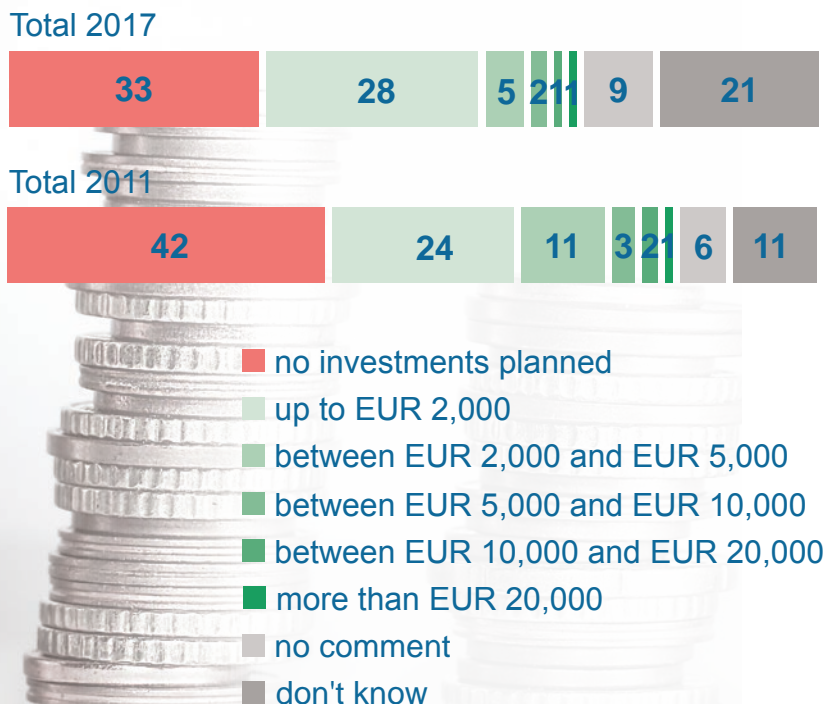 Total 2017
33 28 5 2 1 1 9 21
Total 2011
42 24 11 3 2 1 6 11
no investments planned
up to EUR 2,000
between EUR 2,000 and EUR 5,000
between EUR 5,000 and EUR 10,000
between EUR 10,000 and EUR 20,000
more than EUR 20,000
no comment
don't know